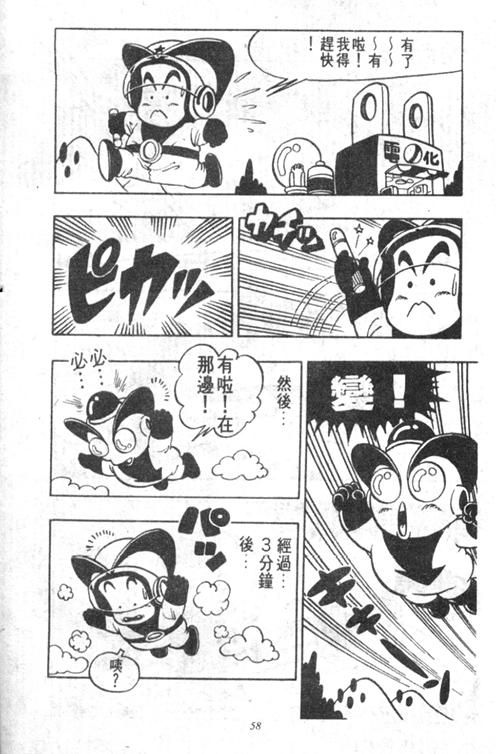 有了
～～
～有
啦！
我得
趕快
！
電化
カチッ
ピカッ
變！
然後…
有啦！在
那邊！
必…
必…
經過…
3分鐘
後…
パッ
咦？
58